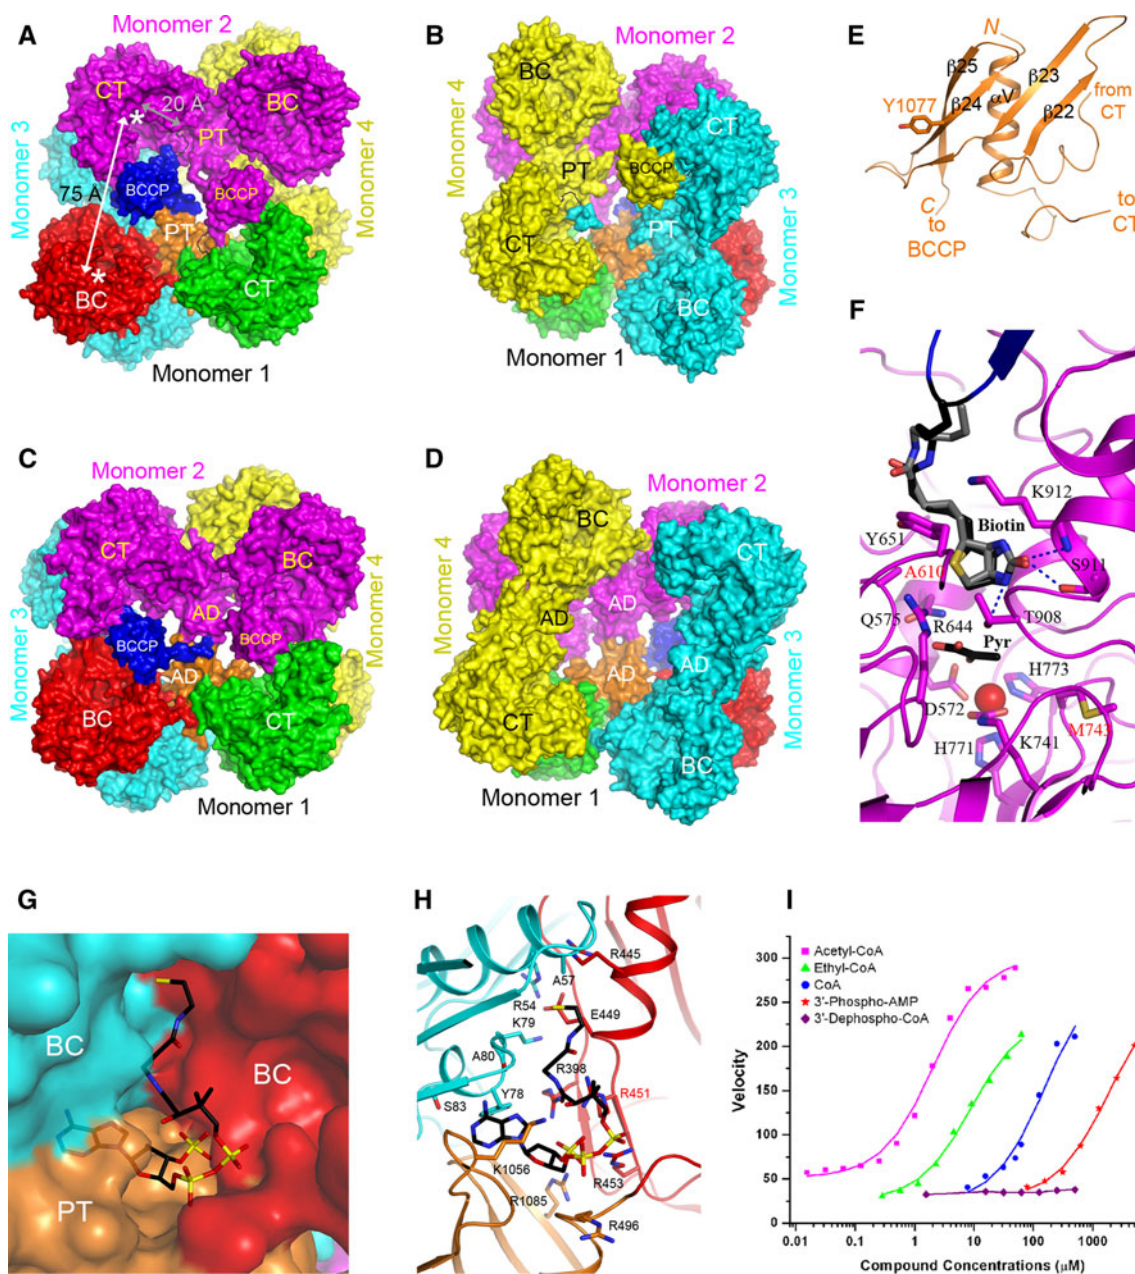 A
Monomer 2
CT
20 Å
BC
PT
Monomer 3
Monomer 4
75 Å
BCCP
BCCP
PT
BC
CT
Monomer 1
B
Monomer 2
BC
CT
Monomer 4
PT
BCCP
PT
Monomer 3
CT
BC
Monomer 1
E
N
β25
β23
αV
from
CT
Y1077
β24
β22
C
to
BCCP
to
CT
C
Monomer 2
CT
BC
Monomer 3
AD
Monomer 4
BCCP
BCCP
AD
BC
CT
Monomer 1
D
Monomer 2
BC
CT
Monomer 4
AD
AD
AD
AD
Monomer 3
CT
BC
Monomer 1
F
K912
Biotin
Y651
S911
A610
Q575
R644
T908
Pyr
H773
D572
M743
H771
K741
G
BC
BC
PT
H
R445
A57
R54
E449
K79
A80
R398
Y78
R451
S83
K1056
R453
R1085
R496
I
Acetyl-CoA
Ethyl-CoA
CoA
3'-Phospho-AMP
3'-Dephospho-CoA
Velocity
300
250
200
150
100
50
0
0.01 0.1 1 10 100 1000
Compound Concentrations (μM)